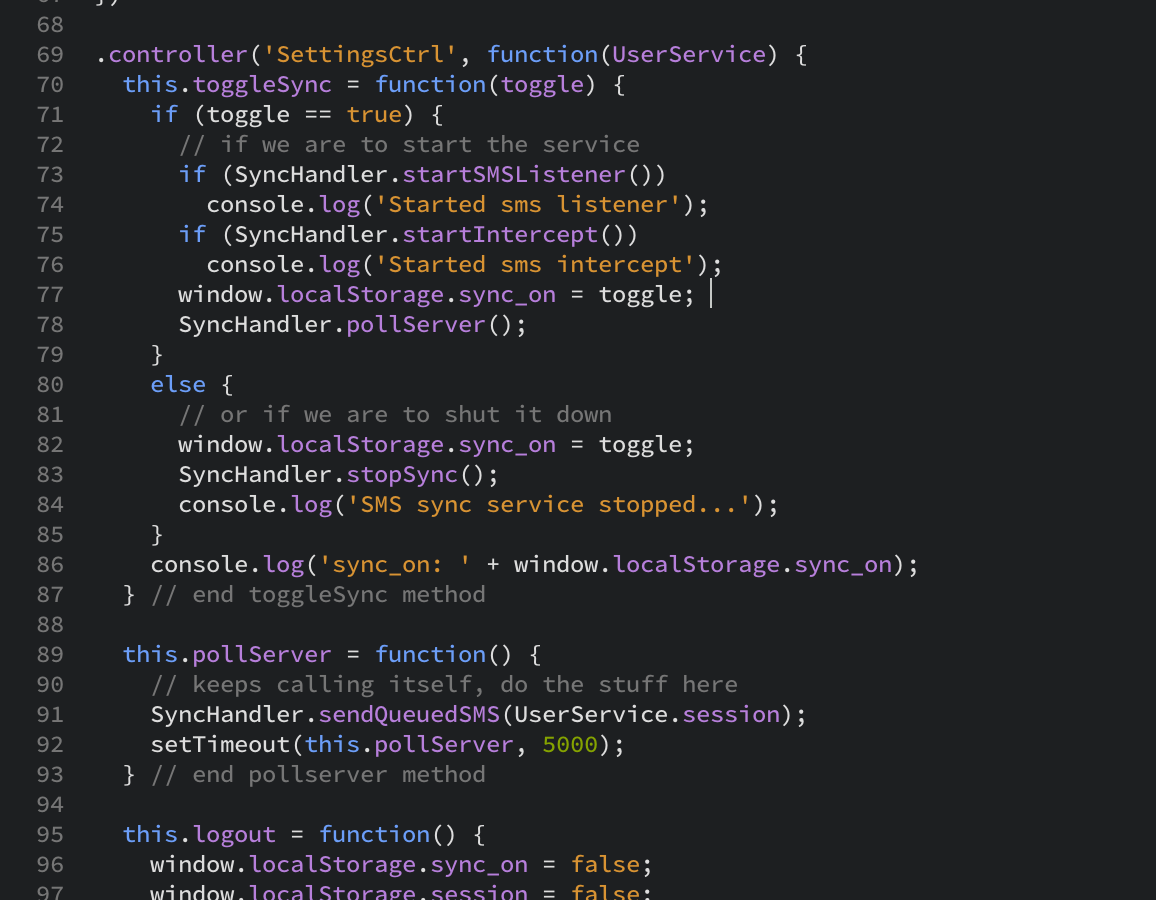 68
69 .controller('SettingsCtrl', function(UserService) {
70 this.toggleSync = function(toggle) {
71 if (toggle == true) {
72 // if we are to start the service
73 if (SyncHandler.startSMSListener())
74 console.log('Started sms listener');
75 if (SyncHandler.startIntercept())
76 console.log('Started sms intercept');
77 window.localStorage.sync_on = toggle;
78 SyncHandler.pollServer();
79 }
80 else {
81 // or if we are to shut it down
82 window.localStorage.sync_on = toggle;
83 SyncHandler.stopSync();
84 console.log('SMS sync service stopped...');
85 }
86 console.log('sync_on: ' + window.localStorage.sync_on);
87 } // end toggleSync method
88
89 this.pollServer = function() {
90 // keeps calling itself, do the stuff here
91 SyncHandler.sendQueuedSMS(UserService.session);
92 setTimeout(this.pollServer, 5000);
93 } // end pollserver method
94
95 this.logout = function() {
96 window.localStorage.sync_on = false;
97 window.localStorage.session = false;